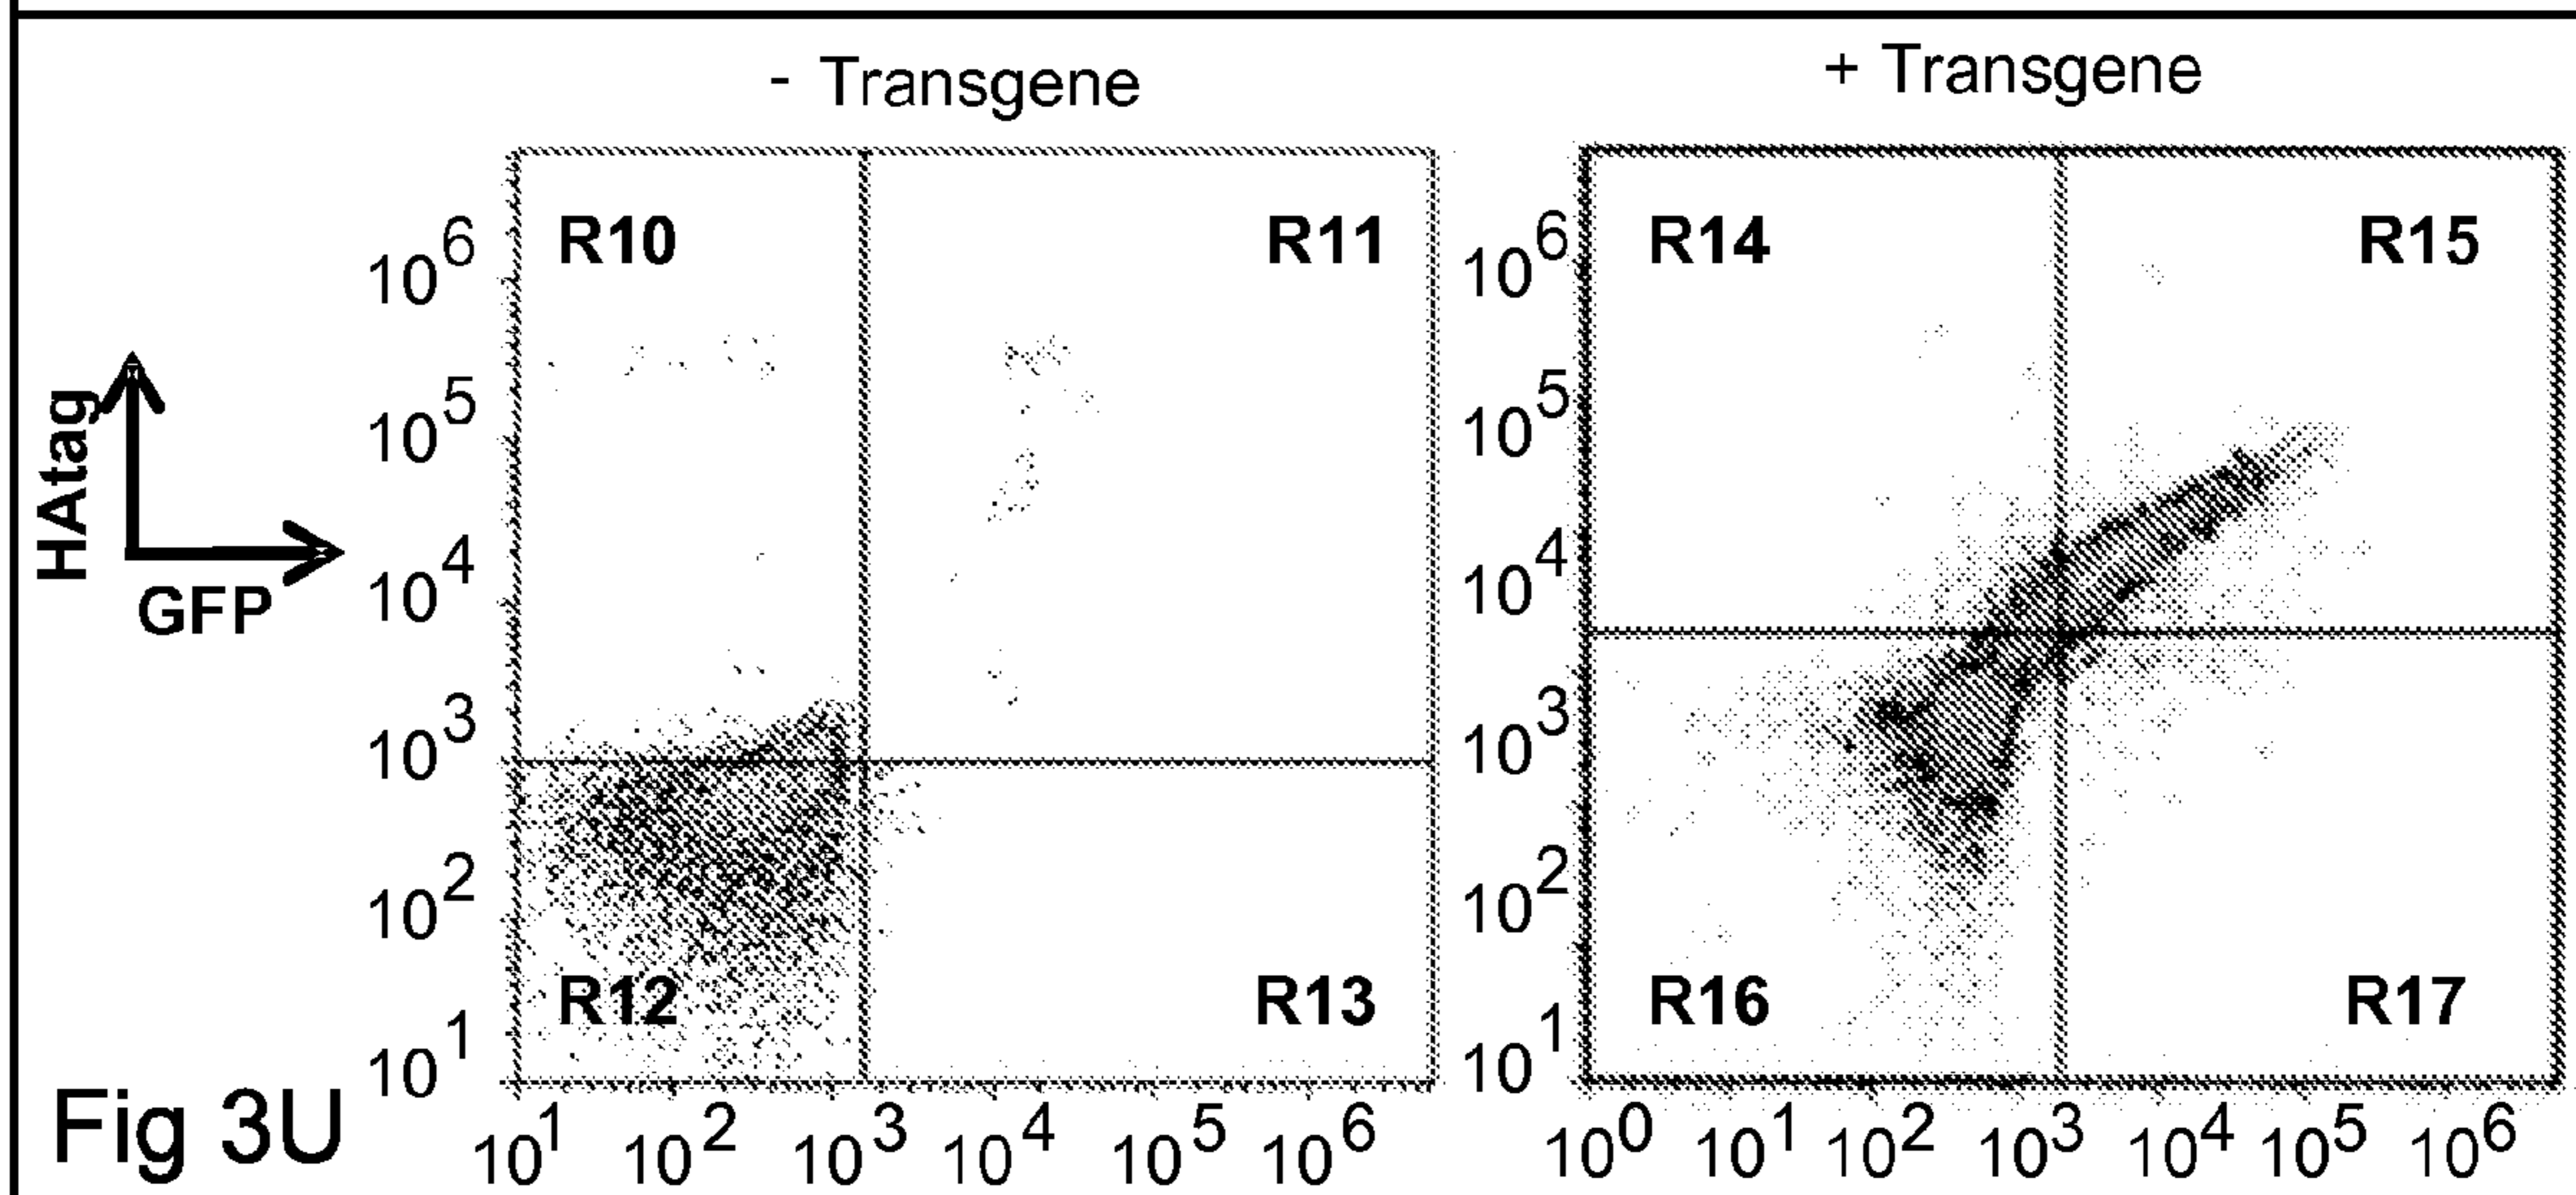 - Transgene
+ Transgene
R10
R11
R14
R15
10^6
10^5
10^4
10^3
10^2
10^1
10^6
10^5
10^4
10^3
10^2
10^1
HAtag
GFP
R12
R13
R16
R17
Fig 3U
10^1 10^2 10^3 10^4 10^5 10^6
10^0 10^1 10^2 10^3 10^4 10^5 10^6